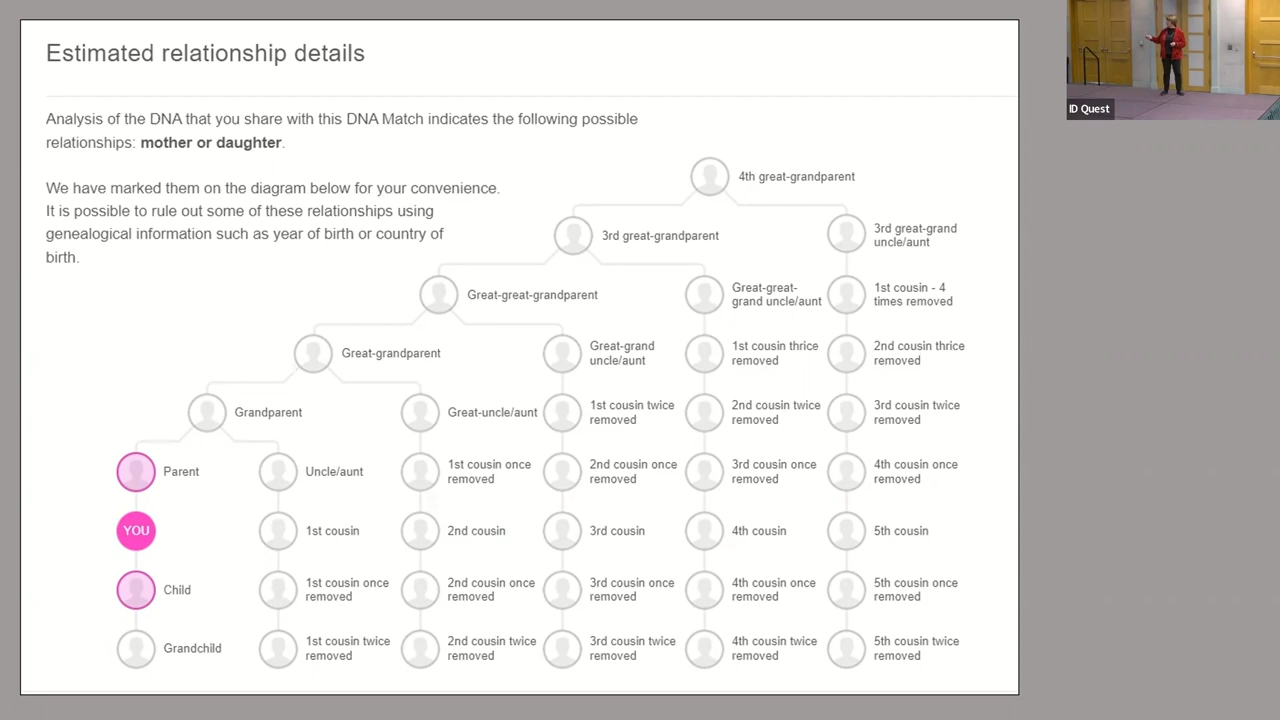 Estimated relationship details
ID Quest
Analysis of the DNA that you share with this DNA Match indicates the following possible
relationships: mother or daughter.
We have marked them on the diagram below for your convenience.
It is possible to rule out some of these relationships using
genealogical information such as year of birth or country of
birth.
4th great-grandparent
3rd great-grandparent
3rd great-grand
uncle/aunt
Great-great-grandparent
Great-great-
grand uncle/aunt
1st cousin - 4
times removed
Great-grandparent
Great-grand
uncle/aunt
1st cousin thrice
removed
2nd cousin thrice
removed
Grandparent
Great-uncle/aunt
1st cousin twice
removed
2nd cousin twice
removed
3rd cousin twice
removed
Parent
Uncle/aunt
1st cousin once
removed
2nd cousin once
removed
3rd cousin once
removed
4th cousin once
removed
YOU
1st cousin
2nd cousin
3rd cousin
4th cousin
5th cousin
Child
1st cousin once
removed
2nd cousin once
removed
3rd cousin once
removed
4th cousin once
removed
5th cousin once
removed
Grandchild
1st cousin twice
removed
2nd cousin twice
removed
3rd cousin twice
removed
4th cousin twice
removed
5th cousin twice
removed